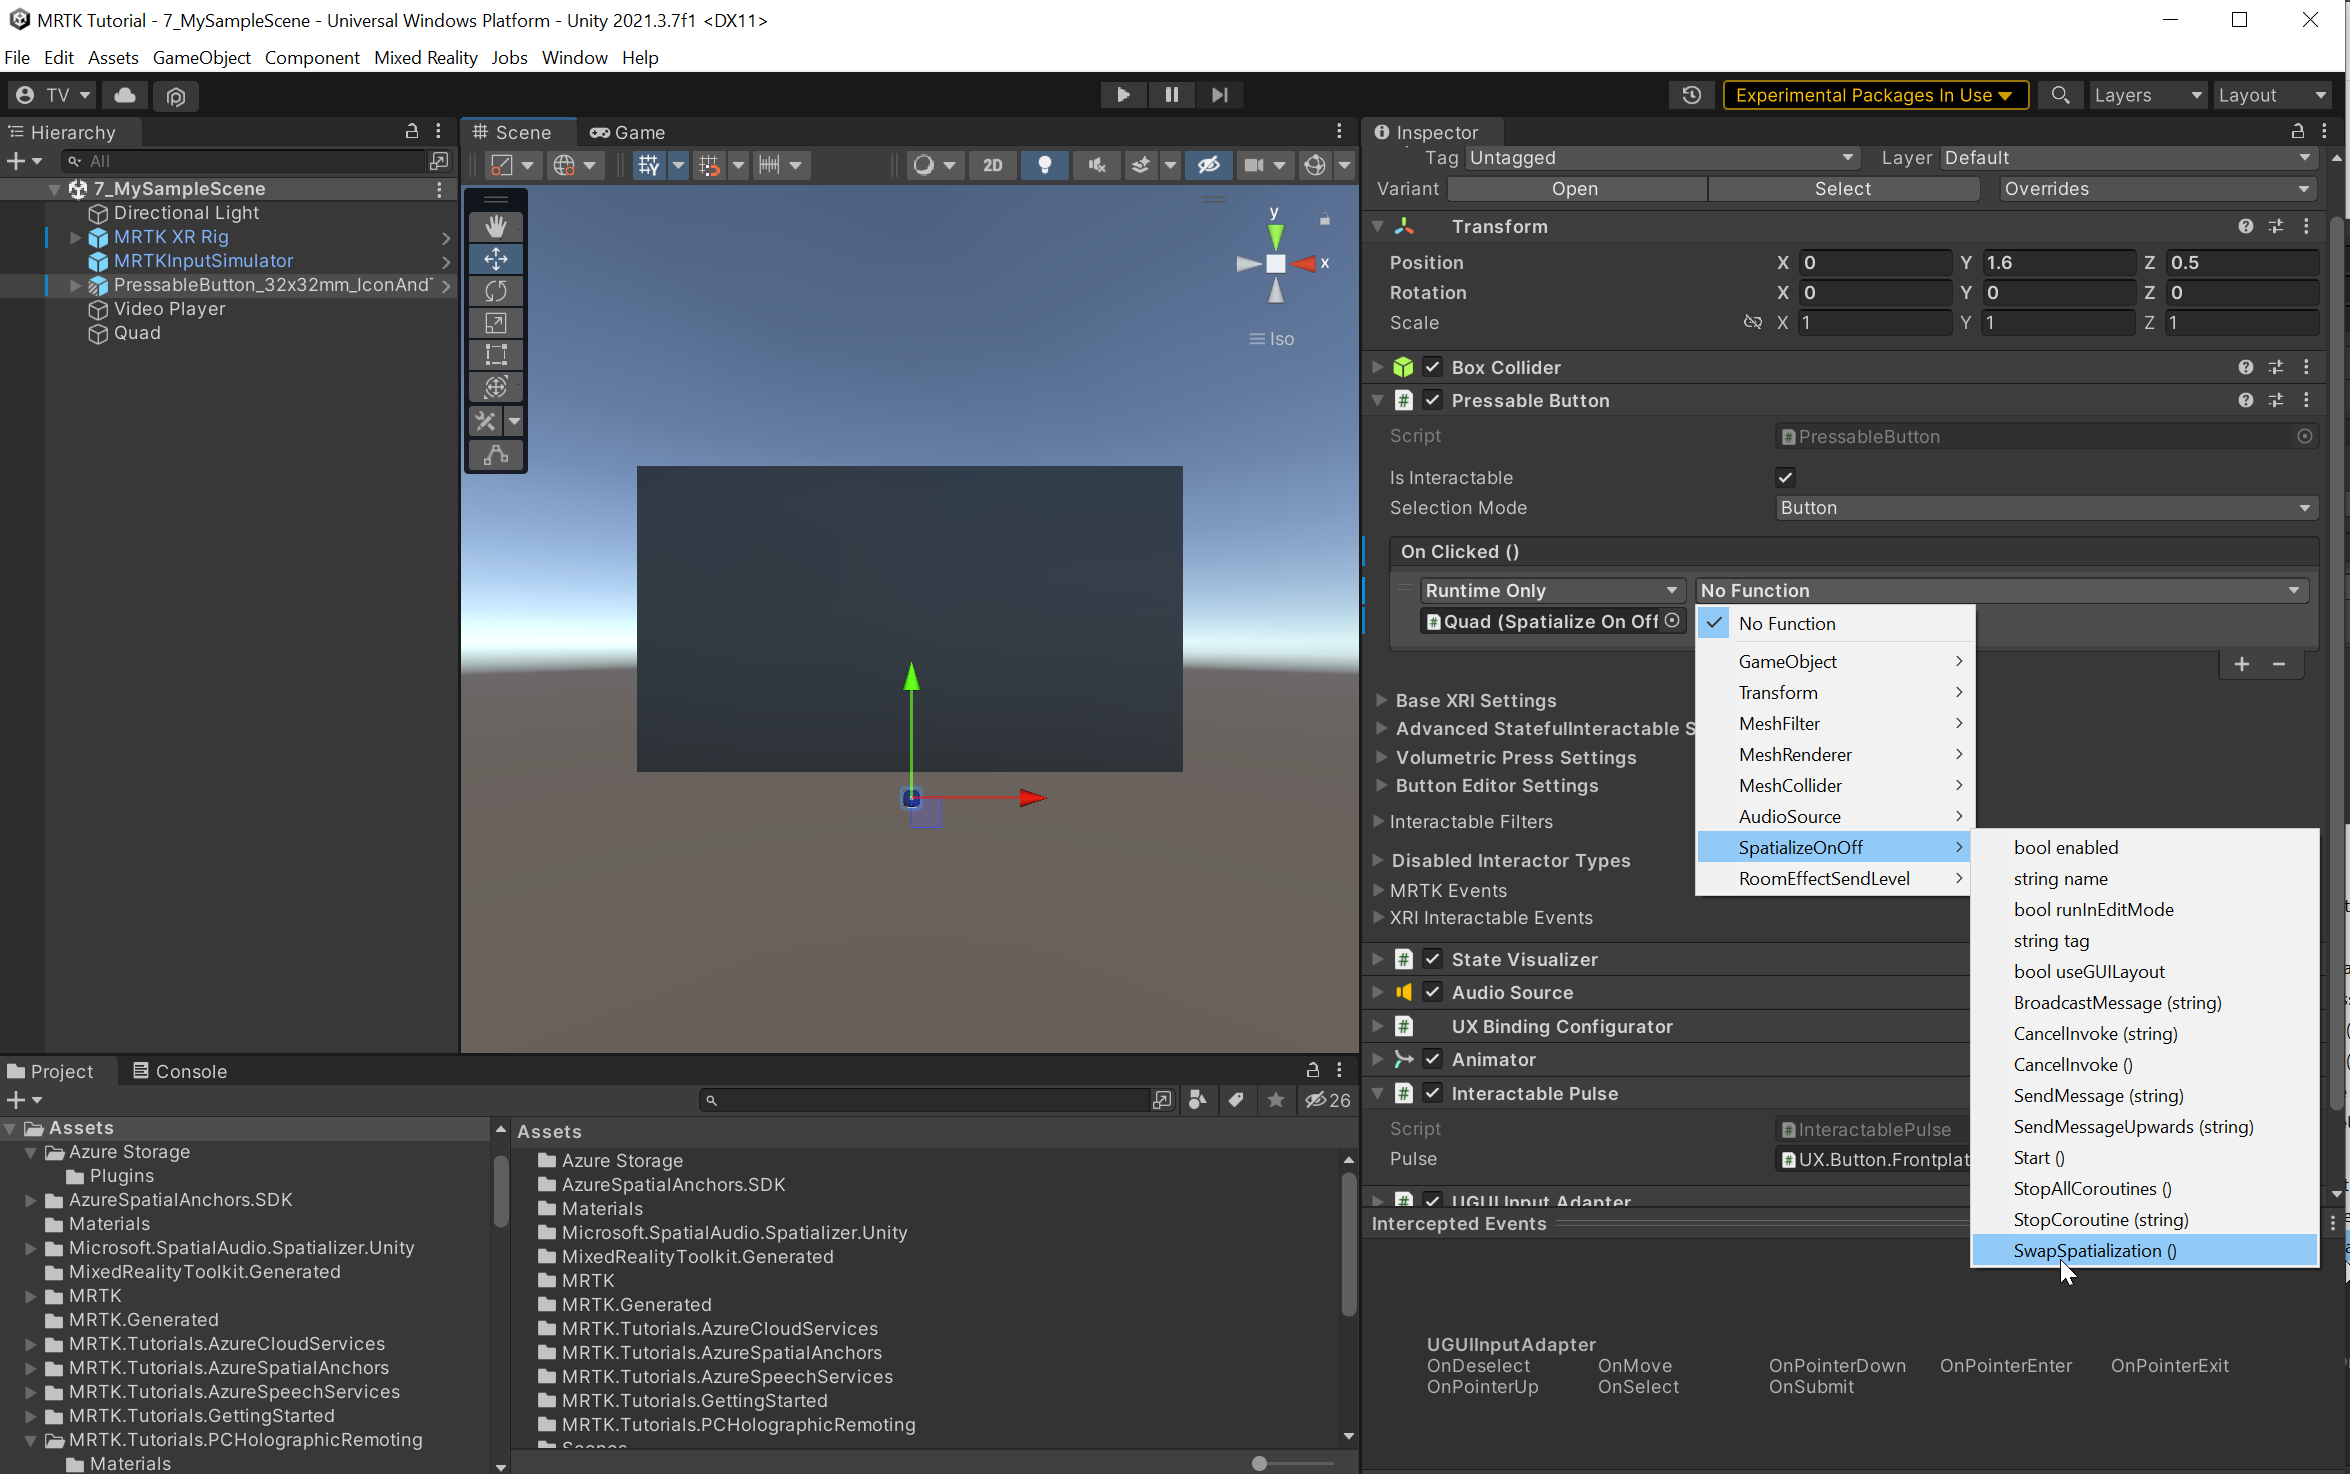 MRTK Tutorial - 7_MySampleScene - Universal Windows Platform - Unity 2021.3.7f1 <DX11>
File Edit Assets GameObject Component Mixed Reality Jobs Window Help
TV
Experimental Packages In Use
Layers
Layout
Hierarchy
All
7_MySampleScene
Directional Light
MRTK XR Rig
MRTKInputSimulator
PressableButton_32x32mm_IconAnd
Video Player
Quad
Scene
Game
2D
y
x
Iso
Inspector
Tag Untagged Layer Default
Variant Open Select Overrides
Transform
Position X 0 Y 1.6 Z 0.5
Rotation X 0 Y 0 Z 0
Scale X 1 Y 1 Z 1
Box Collider
Pressable Button
Script PressableButton
Is Interactable
Selection Mode Button
On Clicked ()
Runtime Only No Function
Quad (Spatialize On Off
Base XRI Settings
Advanced StatefulInteractable S
Volumetric Press Settings
Button Editor Settings
Interactable Filters
Disabled Interactor Types
MRTK Events
XRI Interactable Events
State Visualizer
Audio Source
UX Binding Configurator
Animator
Interactable Pulse
Script InteractablePulse
Pulse UX.Button.Frontplat
UGUI Input Adapter
Intercepted Events
UGUIInputAdapter
OnDeselect OnMove OnPointerDown OnPointerEnter OnPointerExit
OnPointerUp OnSelect OnSubmit
No Function
GameObject
Transform
MeshFilter
MeshRenderer
MeshCollider
AudioSource
SpatializeOnOff
RoomEffectSendLevel
bool enabled
string name
bool runInEditMode
string tag
bool useGUILayout
BroadcastMessage (string)
CancelInvoke (string)
CancelInvoke ()
SendMessage (string)
SendMessageUpwards (string)
Start ()
StopAllCoroutines ()
StopCoroutine (string)
SwapSpatialization ()
Project
Console
26
Assets
Azure Storage
Plugins
AzureSpatialAnchors.SDK
Materials
Microsoft.SpatialAudio.Spatializer.Unity
MixedRealityToolkit.Generated
MRTK
MRTK.Generated
MRTK.Tutorials.AzureCloudServices
MRTK.Tutorials.AzureSpatialAnchors
MRTK.Tutorials.AzureSpeechServices
MRTK.Tutorials.GettingStarted
MRTK.Tutorials.PCHolographicRemoting
Materials
Assets
Azure Storage
AzureSpatialAnchors.SDK
Materials
Microsoft.SpatialAudio.Spatializer.Unity
MixedRealityToolkit.Generated
MRTK
MRTK.Generated
MRTK.Tutorials.AzureCloudServices
MRTK.Tutorials.AzureSpatialAnchors
MRTK.Tutorials.AzureSpeechServices
MRTK.Tutorials.GettingStarted
MRTK.Tutorials.PCHolographicRemoting
Scenes